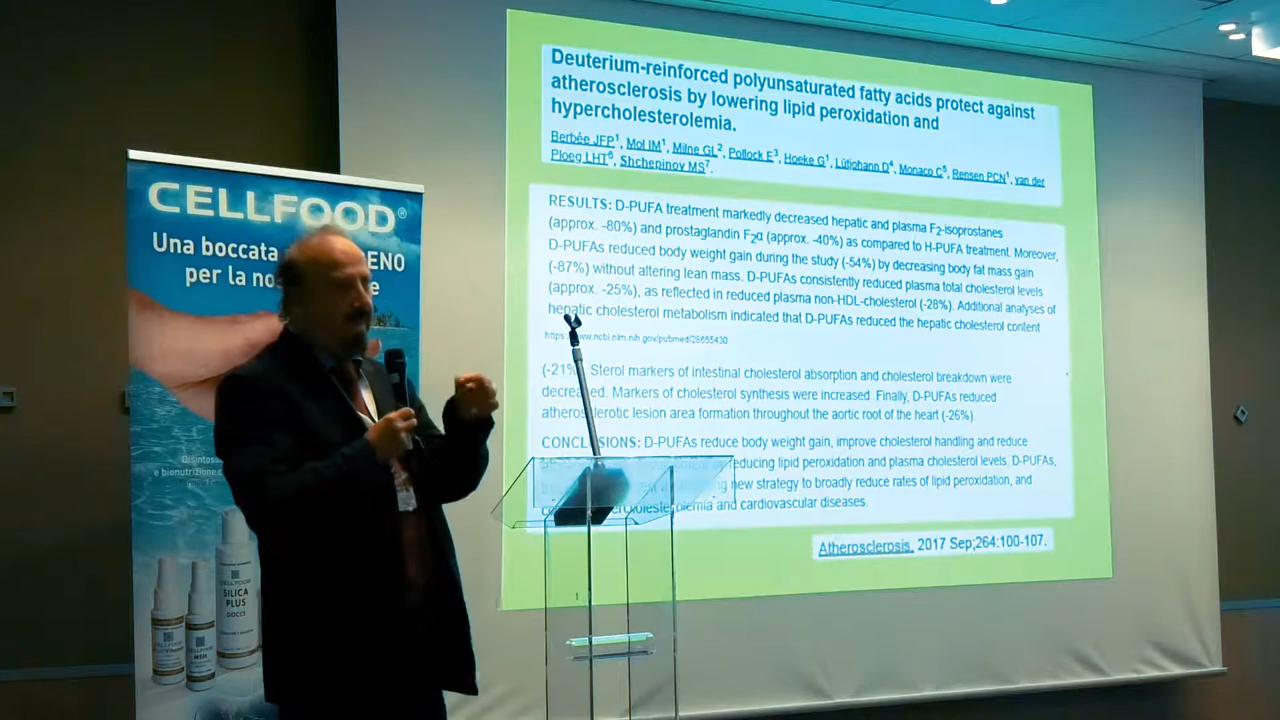 CELLFOOD®
Una boccata ENO
per la no e
Disintoss
e bionutrizione c
CELLFOOD
SILICA
PLUS
GOCCE
CELLFOOD
CELLFOOD
MSM
Deuterium-reinforced polyunsaturated fatty acids protect against
atherosclerosis by lowering lipid peroxidation and
hypercholesterolemia.
Berbée JFP1, Mol IM1, Milne GL2, Pollock E3, Hoeke G1, Lütjohann D4, Monaco C5, Rensen PCN1, van der
Ploeg LHT6, Shchepinov MS7.
RESULTS: D-PUFA treatment markedly decreased hepatic and plasma F2-isoprostanes
(approx. -80%) and prostaglandin F2α (approx. -40%) as compared to H-PUFA treatment. Moreover,
D-PUFAs reduced body weight gain during the study (-54%) by decreasing body fat mass gain
(-87%) without altering lean mass. D-PUFAs consistently reduced plasma total cholesterol levels
(approx. -25%), as reflected in reduced plasma non-HDL-cholesterol (-28%). Additional analyses of
hepatic cholesterol metabolism indicated that D-PUFAs reduced the hepatic cholesterol content
https: ww.ncbi.nlm.nih.gov/pubmed/28655430
(-21% Sterol markers of intestinal cholesterol absorption and cholesterol breakdown were
decreased. Markers of cholesterol synthesis were increased. Finally, D-PUFAs reduced
atherosclerotic lesion area formation throughout the aortic root of the heart (-26%).
CONCLUSIONS: D-PUFAs reduce body weight gain, improve cholesterol handling and reduce
reducing lipid peroxidation and plasma cholesterol levels. D-PUFAs,
new strategy to broadly reduce rates of lipid peroxidation, and
and cardiovascular diseases.
Atherosclerosis. 2017 Sep;264:100-107.